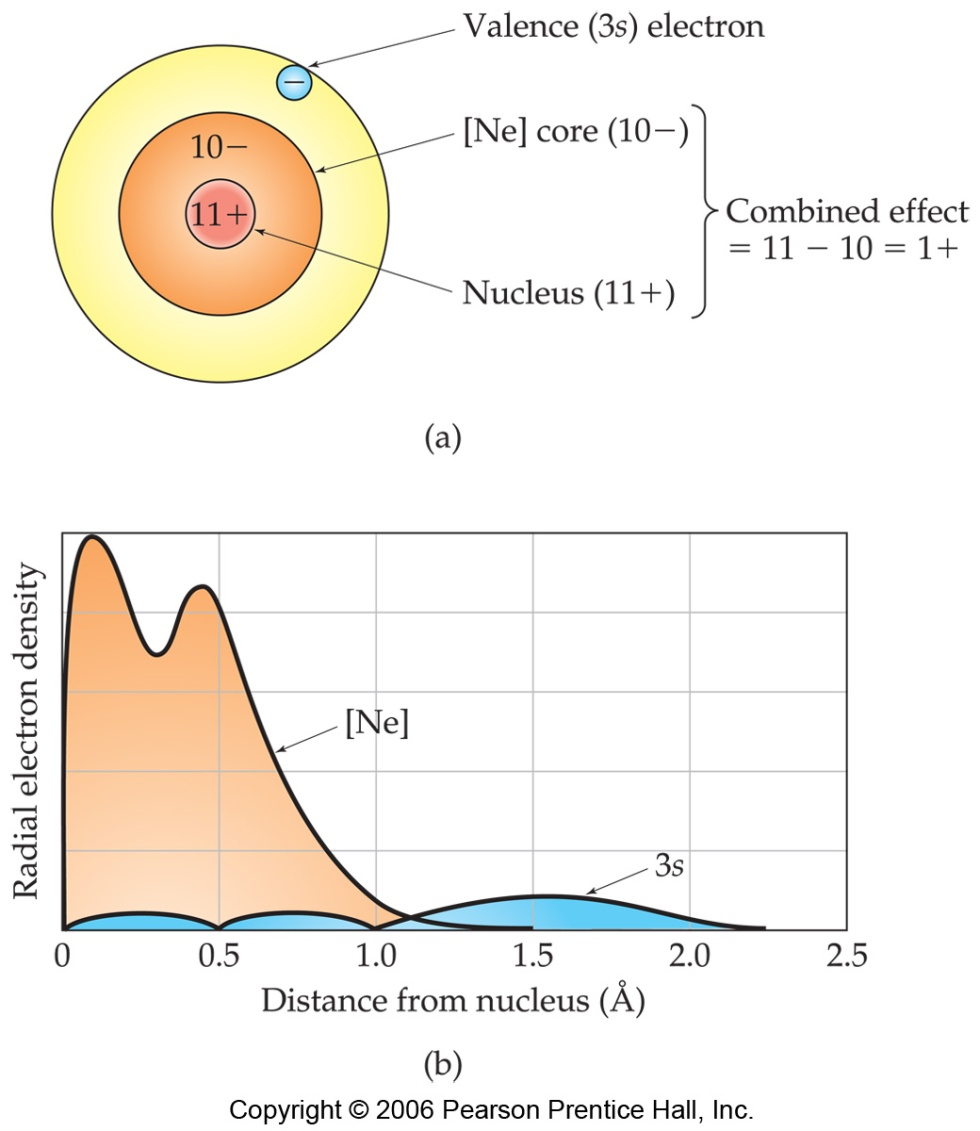 Valence (3s) electron
10−
[Ne] core (10−)
11+
Combined effect
= 11 − 10 = 1+
Nucleus (11+)
−
(a)
Radial electron density
[Ne]
3s
0 0.5 1.0 1.5 2.0 2.5
Distance from nucleus (Å)
(b)
Copyright © 2006 Pearson Prentice Hall, Inc.